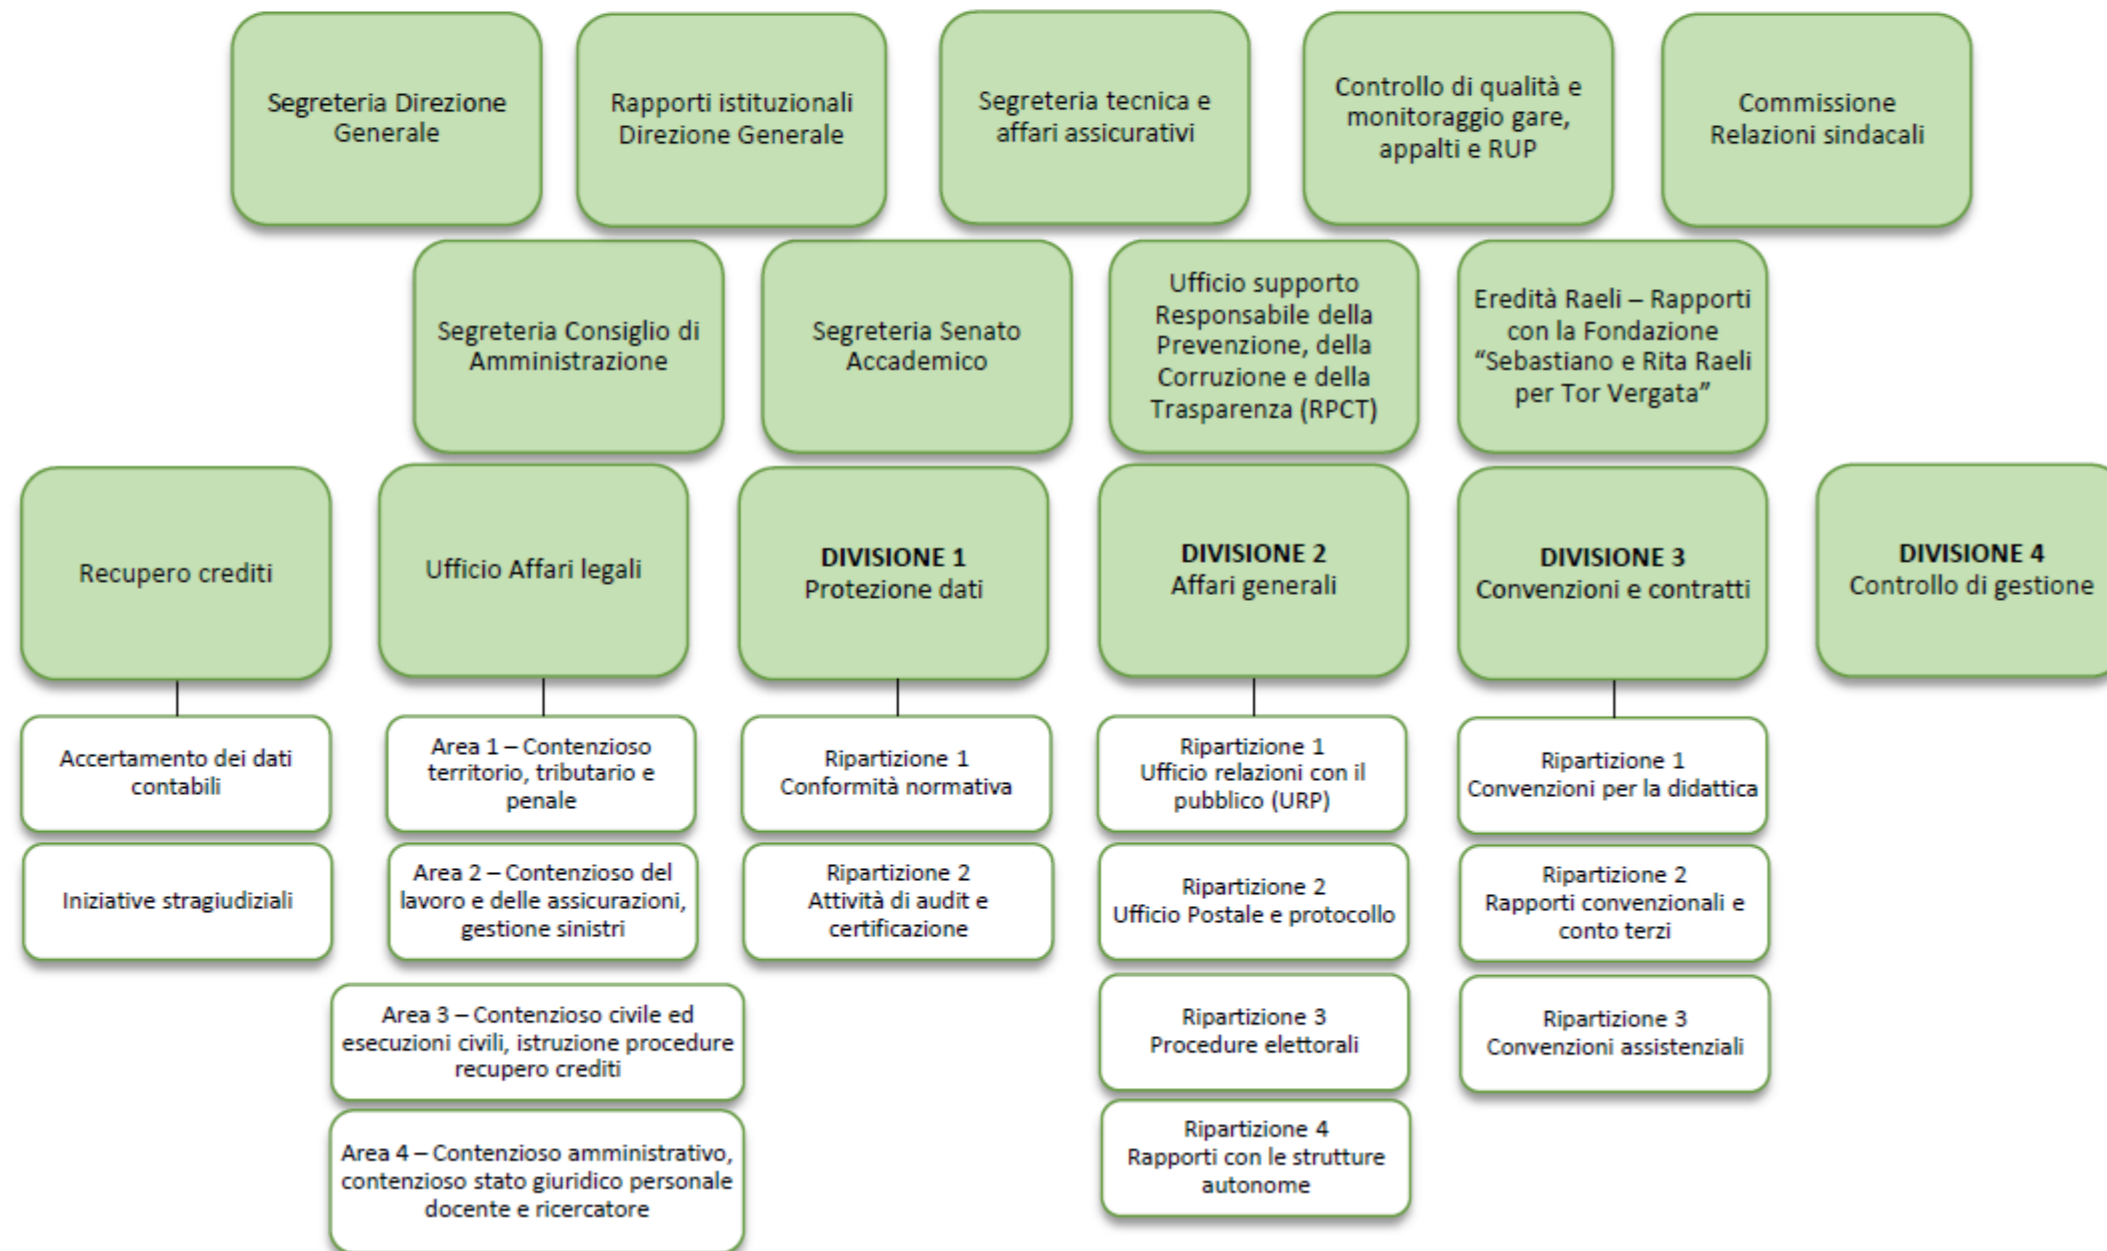 Segreteria Direzione
Generale
Rapporti istituzionali
Direzione Generale
Segreteria tecnica e
affari assicurativi
Controllo di qualità e
monitoraggio gare,
appalti e RUP
Commissione
Relazioni sindacali
Segreteria Consiglio di
Amministrazione
Segreteria Senato
Accademico
Ufficio supporto
Responsabile della
Prevenzione, della
Corruzione e della
Trasparenza (RPCT)
Eredità Raeli – Rapporti
con la Fondazione
“Sebastiano e Rita Raeli
per Tor Vergata”
Recupero crediti
Ufficio Affari legali
DIVISIONE 1
Protezione dati
DIVISIONE 2
Affari generali
DIVISIONE 3
Convenzioni e contratti
DIVISIONE 4
Controllo di gestione
Accertamento dei dati
contabili
Iniziative stragiudiziali
Area 1 – Contenzioso
territorio, tributario e
penale
Area 2 – Contenzioso del
lavoro e delle assicurazioni,
gestione sinistri
Area 3 – Contenzioso civile ed
esecuzioni civili, istruzione procedure
recupero crediti
Area 4 – Contenzioso amministrativo,
contenzioso stato giuridico personale
docente e ricercatore
Ripartizione 1
Conformità normativa
Ripartizione 2
Attività di audit e
certificazione
Ripartizione 1
Ufficio relazioni con il
pubblico (URP)
Ripartizione 2
Ufficio Postale e protocollo
Ripartizione 3
Procedure elettorali
Ripartizione 4
Rapporti con le strutture
autonome
Ripartizione 1
Convenzioni per la didattica
Ripartizione 2
Rapporti convenzionali e
conto terzi
Ripartizione 3
Convenzioni assistenziali